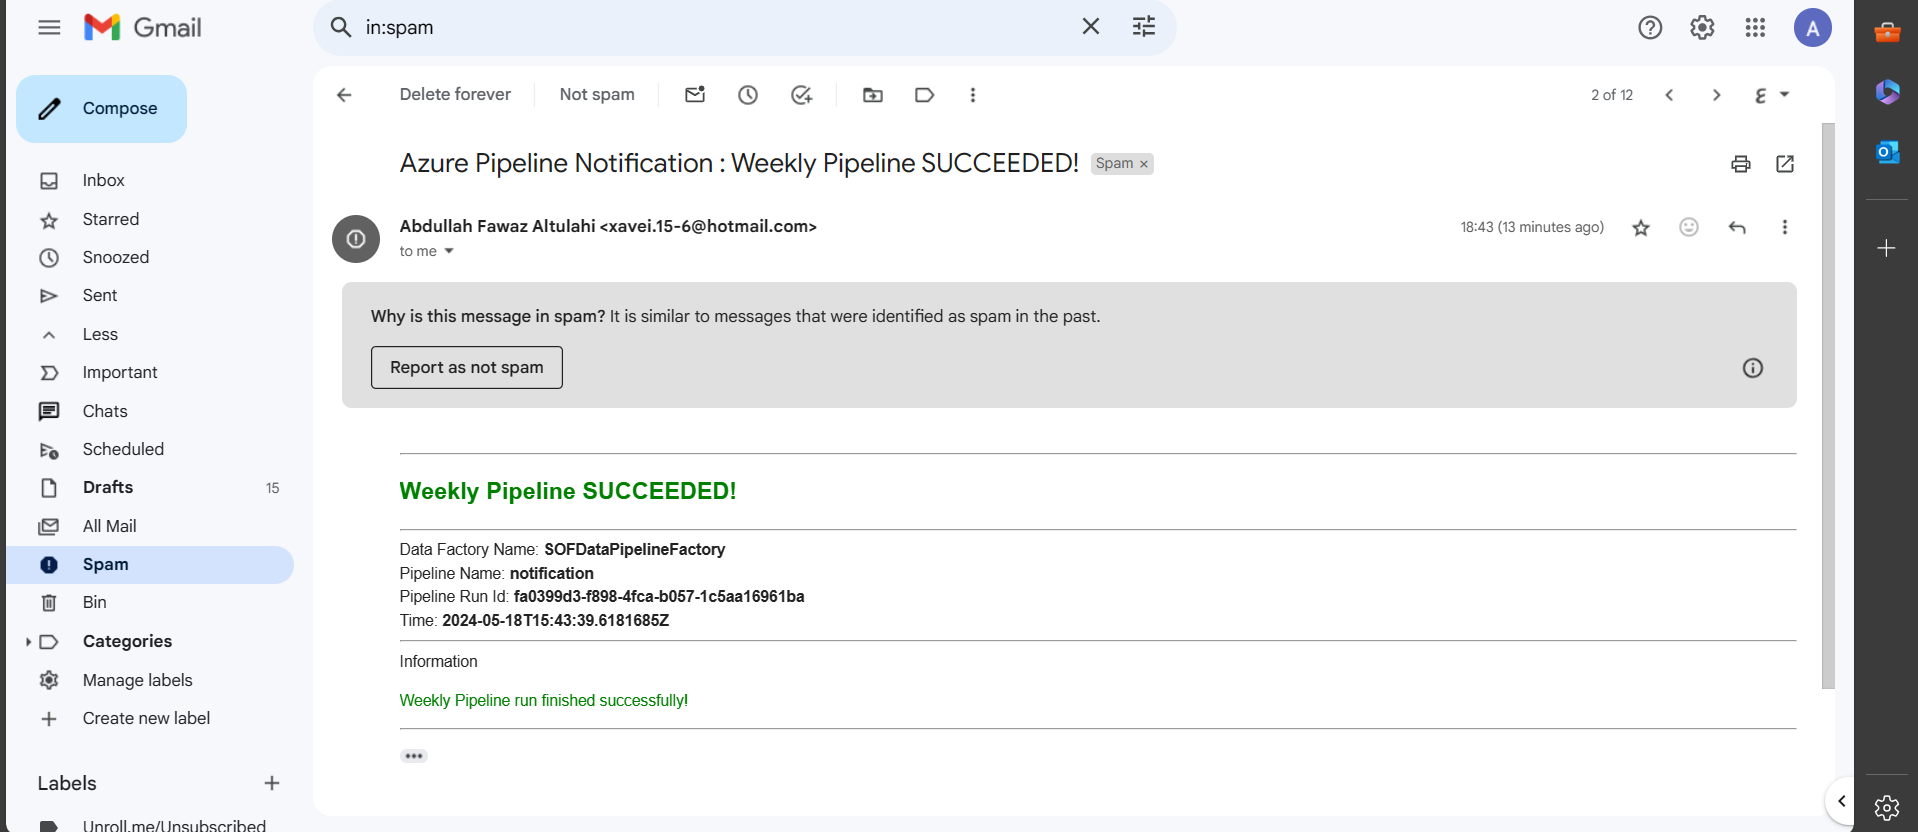 Gmail
in:spam
A
Compose
Delete forever
Not spam
2 of 12
Inbox
Starred
Snoozed
Sent
Less
Important
Chats
Scheduled
Drafts 15
All Mail
Spam
Bin
Categories
Manage labels
Create new label
Labels
Unroll.me/Unsubscribed
Azure Pipeline Notification : Weekly Pipeline SUCCEEDED! Spam ×
Abdullah Fawaz Altulahi <xavei.15-6@hotmail.com> 18:43 (13 minutes ago)
to me
Why is this message in spam? It is similar to messages that were identified as spam in the past.
Report as not spam
Weekly Pipeline SUCCEEDED!
Data Factory Name: SOFDataPipelineFactory
Pipeline Name: notification
Pipeline Run Id: fa0399d3-f898-4fca-b057-1c5aa16961ba
Time: 2024-05-18T15:43:39.6181685Z
Information
Weekly Pipeline run finished successfully!